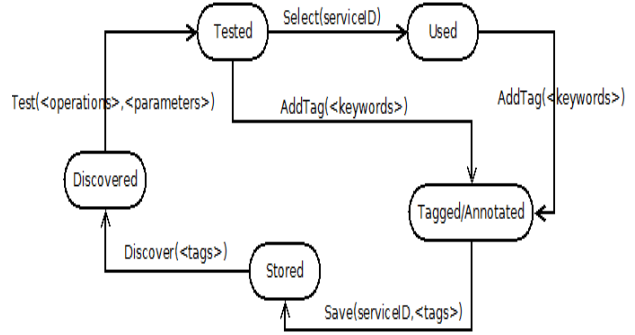 Select(serviceID)
Tested
Used
Test(<operations>,<parameters>)
AddTag(<keywords>)
AddTag(<keywords>)
Discovered
Tagged/Annotated
Discover(<tags>)
Stored
Save(serviceID,<tags>)